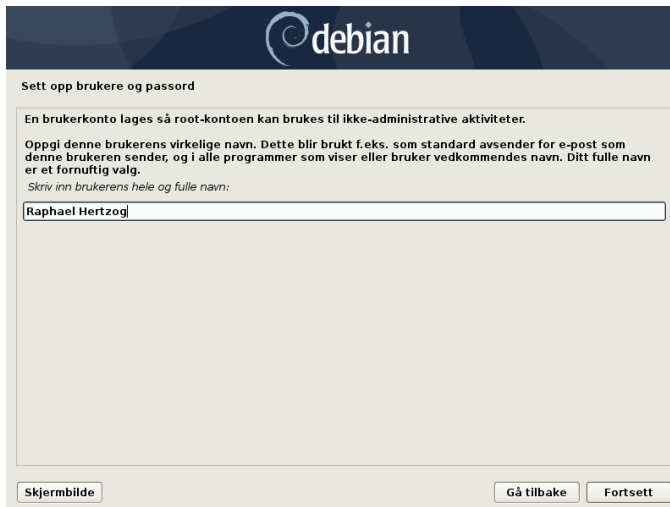 debian
Sett opp brukere og passord
En brukerkonto lages så root-kontoen kan brukes til ikke-administrative aktiviteter.
Oppgi denne brukerens virkelige navn. Dette blir brukt f.eks. som standard avsender for e-post som
denne brukeren sender, og i alle programmer som viser eller bruker vedkommendes navn. Ditt fulle navn
er et fornuftig valg.
Skriv inn brukerens hele og fulle navn:
Raphael Hertzog
Skjermbilde
Gå tilbake
Fortsett